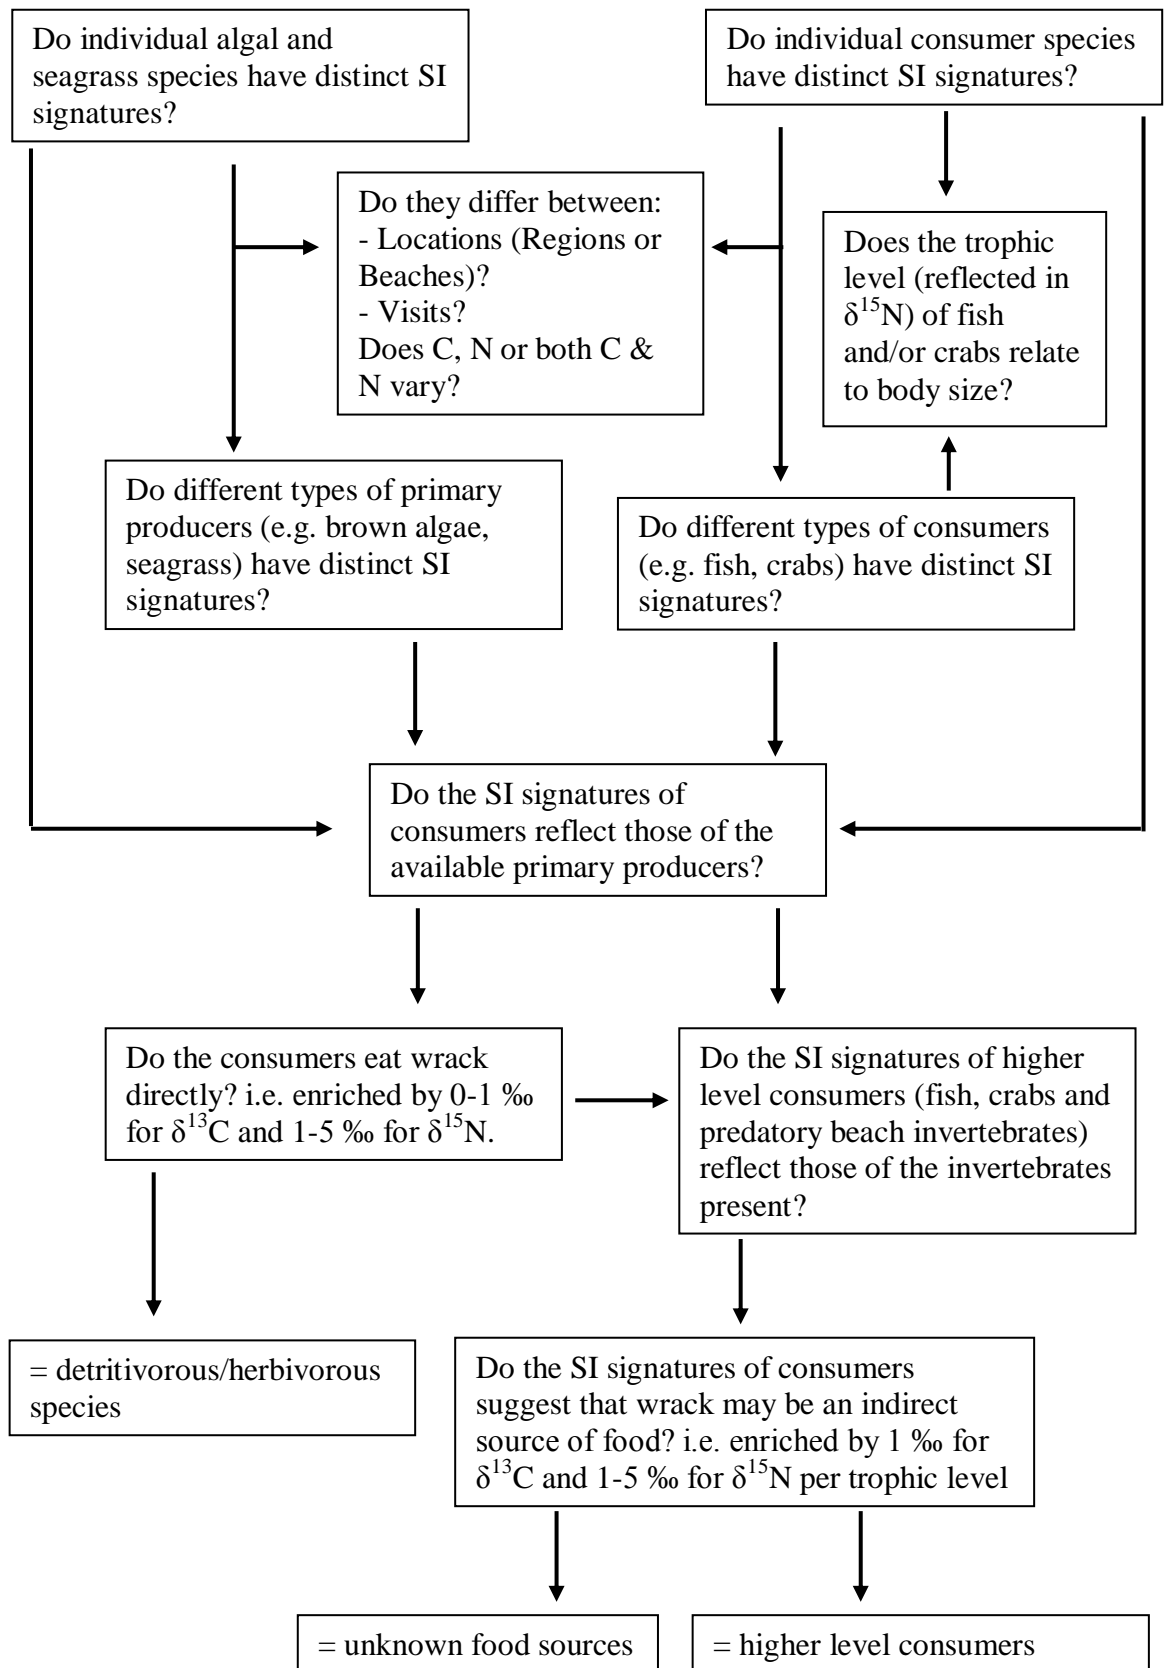 Do individual algal and
seagrass species have distinct SI
signatures?
Do individual consumer species
have distinct SI signatures?
Do they differ between:
- Locations (Regions or
Beaches)?
- Visits?
Does C, N or both C &
N vary?
Does the trophic
level (reflected in
δ¹⁵N) of fish
and/or crabs relate
to body size?
Do different types of primary
producers (e.g. brown algae,
seagrass) have distinct SI
signatures?
Do different types of consumers
(e.g. fish, crabs) have distinct SI
signatures?
Do the SI signatures of
consumers reflect those of the
available primary producers?
Do the consumers eat wrack
directly? i.e. enriched by 0-1 ‰
for δ¹³C and 1-5 ‰ for δ¹⁵N.
Do the SI signatures of higher
level consumers (fish, crabs and
predatory beach invertebrates)
reflect those of the invertebrates
present?
= detritivorous/herbivorous
species
Do the SI signatures of consumers
suggest that wrack may be an indirect
source of food? i.e. enriched by 1 ‰ for
δ¹³C and 1-5 ‰ for δ¹⁵N per trophic level
= unknown food sources
= higher level consumers